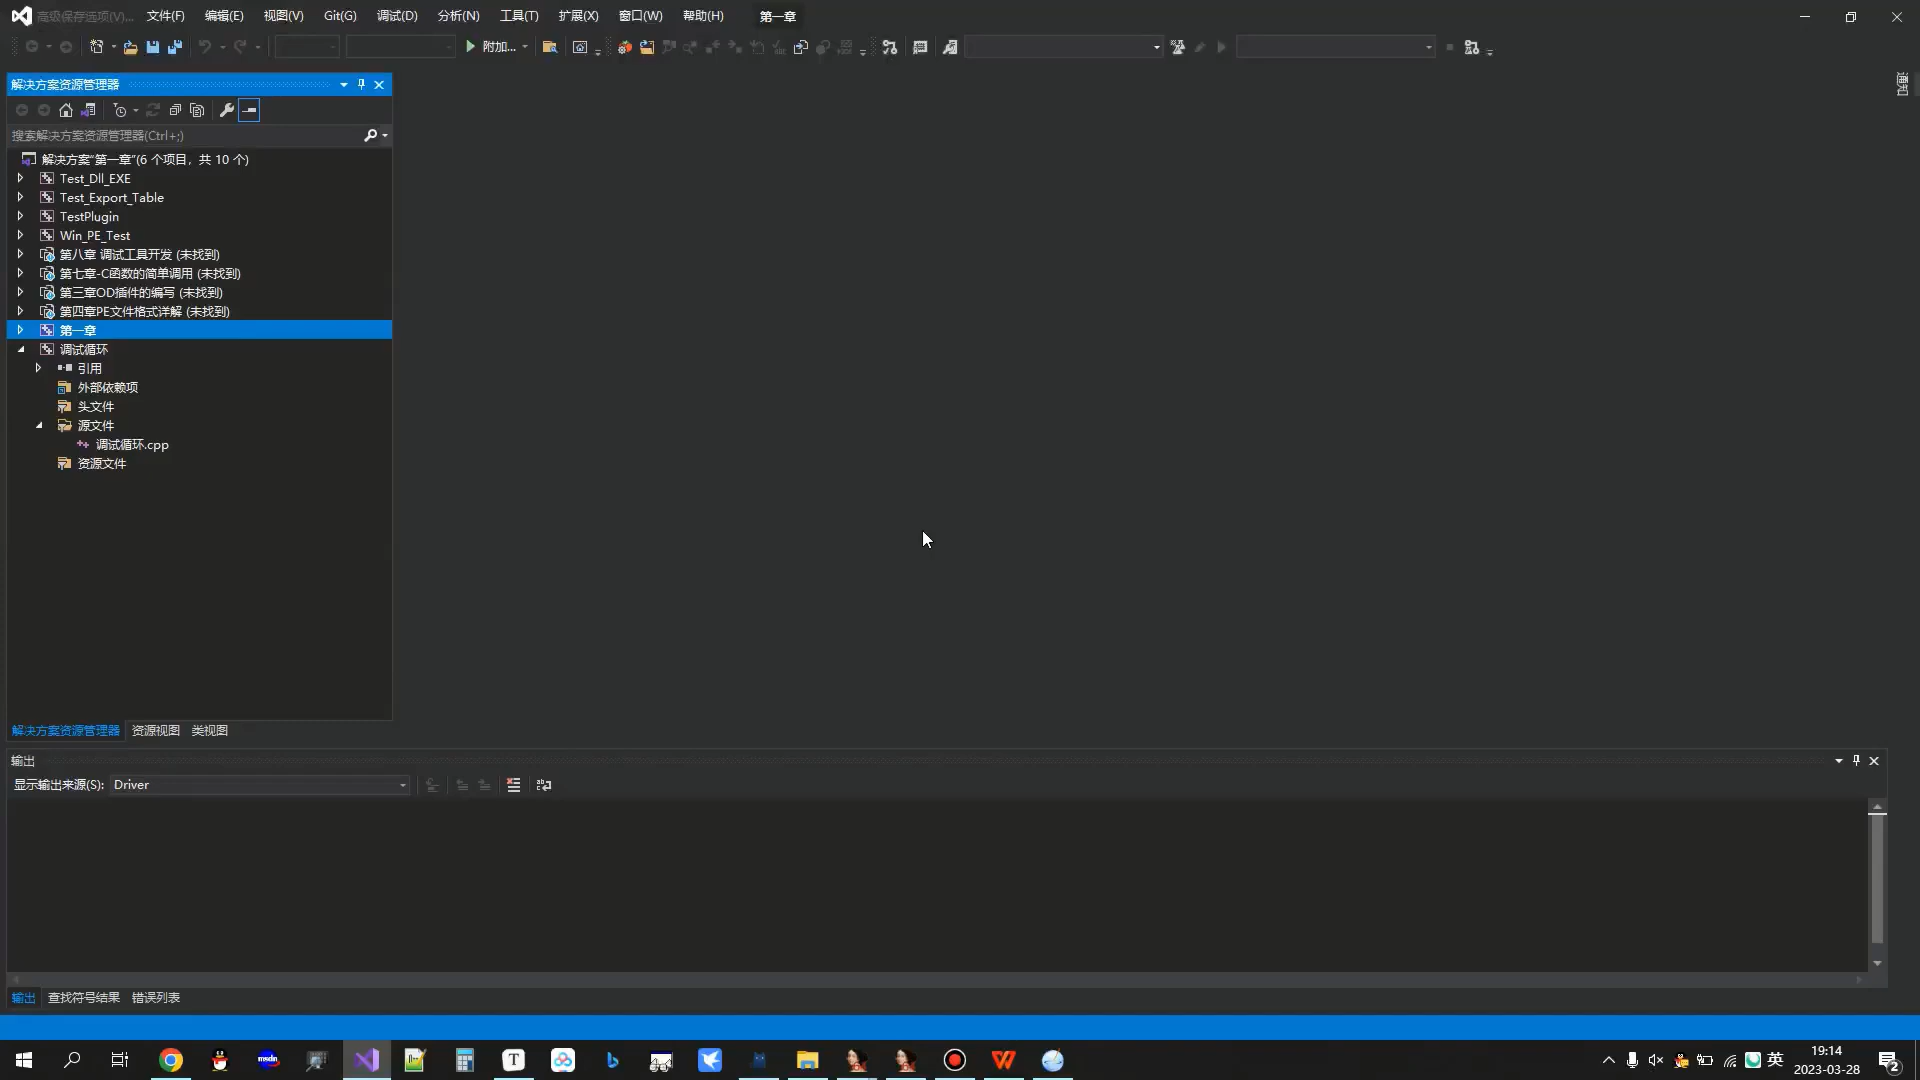 高级保存选项(V)... 文件(F) 编辑(E) 视图(V) Git(G) 调试(D) 分析(N) 工具(T) 扩展(X) 窗口(W) 帮助(H) 第一章
附加...
通知
解决方案资源管理器
搜索解决方案资源管理器(Ctrl+;)
解决方案"第一章"(6 个项目，共 10 个)
Test_Dll_EXE
Test_Export_Table
TestPlugin
Win_PE_Test
第八章 调试工具开发 (未找到)
第七章-C函数的简单调用 (未找到)
第三章OD插件的编写 (未找到)
第四章PE文件格式详解 (未找到)
第一章
调试循环
引用
外部依赖项
头文件
源文件
调试循环.cpp
资源文件
解决方案资源管理器 资源视图 类视图
输出
显示输出来源(S): Driver
输出 查找符号结果 错误列表
msdn
英
19:14
2023-03-28
2